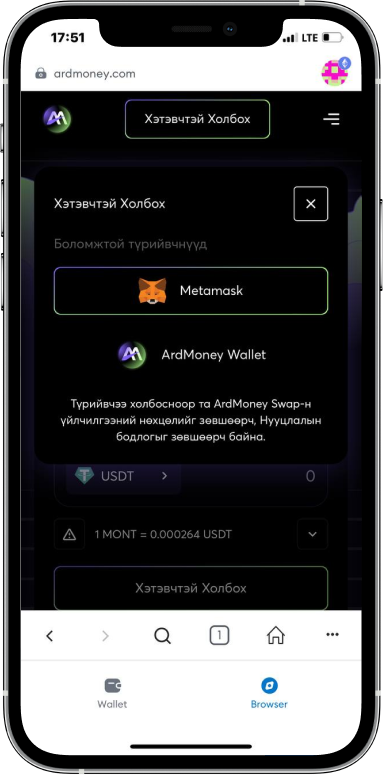 17:51
LTE
ardmoney.com
Хэтэвчтэй Холбох
Хэтэвчтэй Холбох
Боломжтой түрийвчнүүд
Metamask
ArdMoney Wallet
Түрийвчээ холбосноор та ArdMoney Swap-н
үйлчилгээний нөхцөлийг зөвшөөрч, Нууцлалын
бодлогыг зөвшөөрч байна.
USDT
0
1 MONT = 0.000264 USDT
Хэтэвчтэй Холбох
1
Wallet
Browser